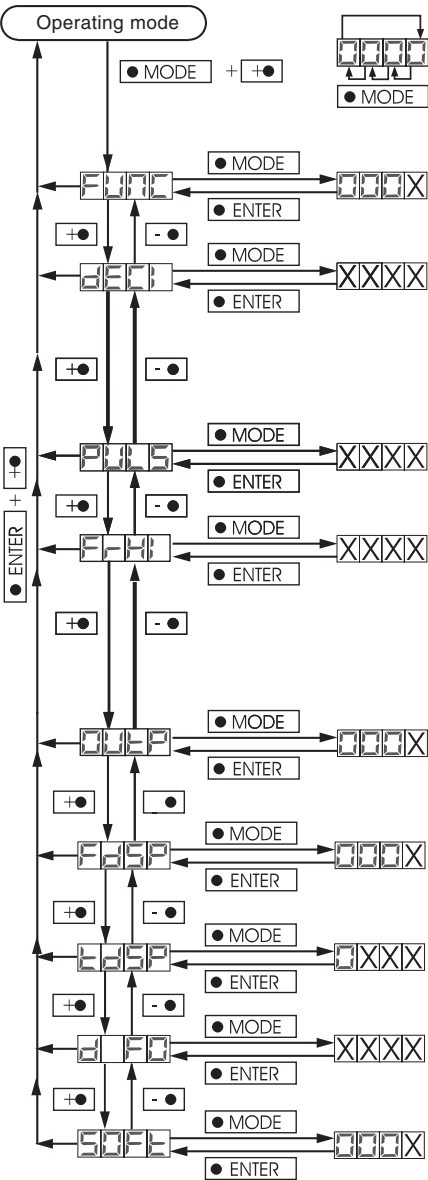 Operating mode
● MODE + +●
0000
● MODE
● MODE
FUNC 000X
● ENTER
+● - ●
● MODE
dECI XXXX
● ENTER
+● - ●
● MODE
PULS XXXX
● ENTER
+● - ●
● MODE
FrHI XXXX
● ENTER
+● - ●
● ENTER + +●
● MODE
OUtP 000X
● ENTER
+● - ●
● MODE
FdSP 000X
● ENTER
+● - ●
● MODE
tdSP 0XXX
● ENTER
+● - ●
● MODE
d FO XXXX
● ENTER
+● - ●
● MODE
SOFt 000X
● ENTER